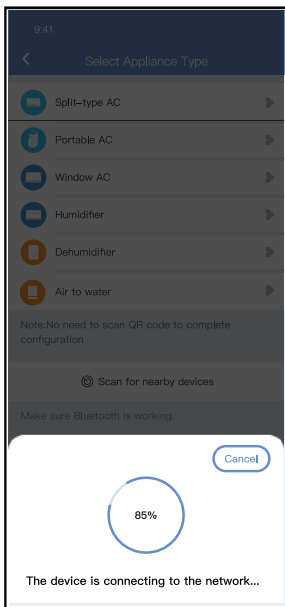 9:41
Select Appliance Type
Split-type AC
Portable AC
Window AC
Humidifier
Dehumidifier
Air to water
Note:No need to scan QR code to complete
configuration
Scan for nearby devices
Make sure Bluetooth is working.
Cancel
85%
The device is connecting to the network...